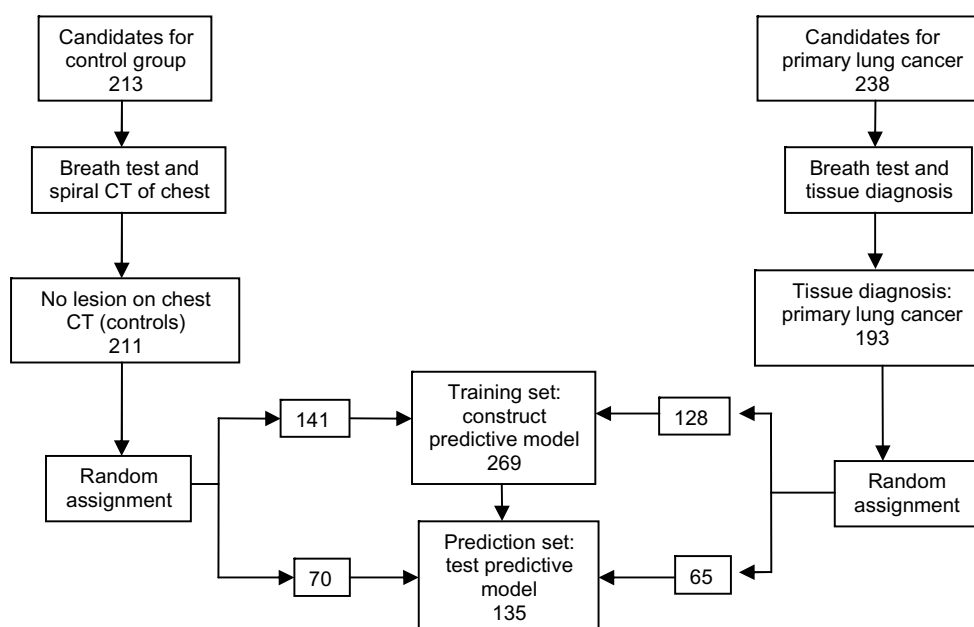 Candidates for
control group
213
Candidates for
primary lung cancer
238
Breath test and
spiral CT of chest
Breath test and
tissue diagnosis
No lesion on chest
CT (controls)
211
Tissue diagnosis:
primary lung cancer
193
141
Training set:
construct
predictive model
269
128
Random
assignment
Random
assignment
70
Prediction set:
test predictive
model
135
65